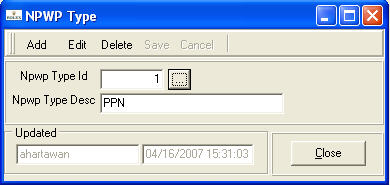 NPWP Type
Add Edit Delete Save Cancel
Npwp Type Id 1 ...
Npwp Type Desc PPN
Updated
ahartawan 04/16/2007 15:31:03
Close